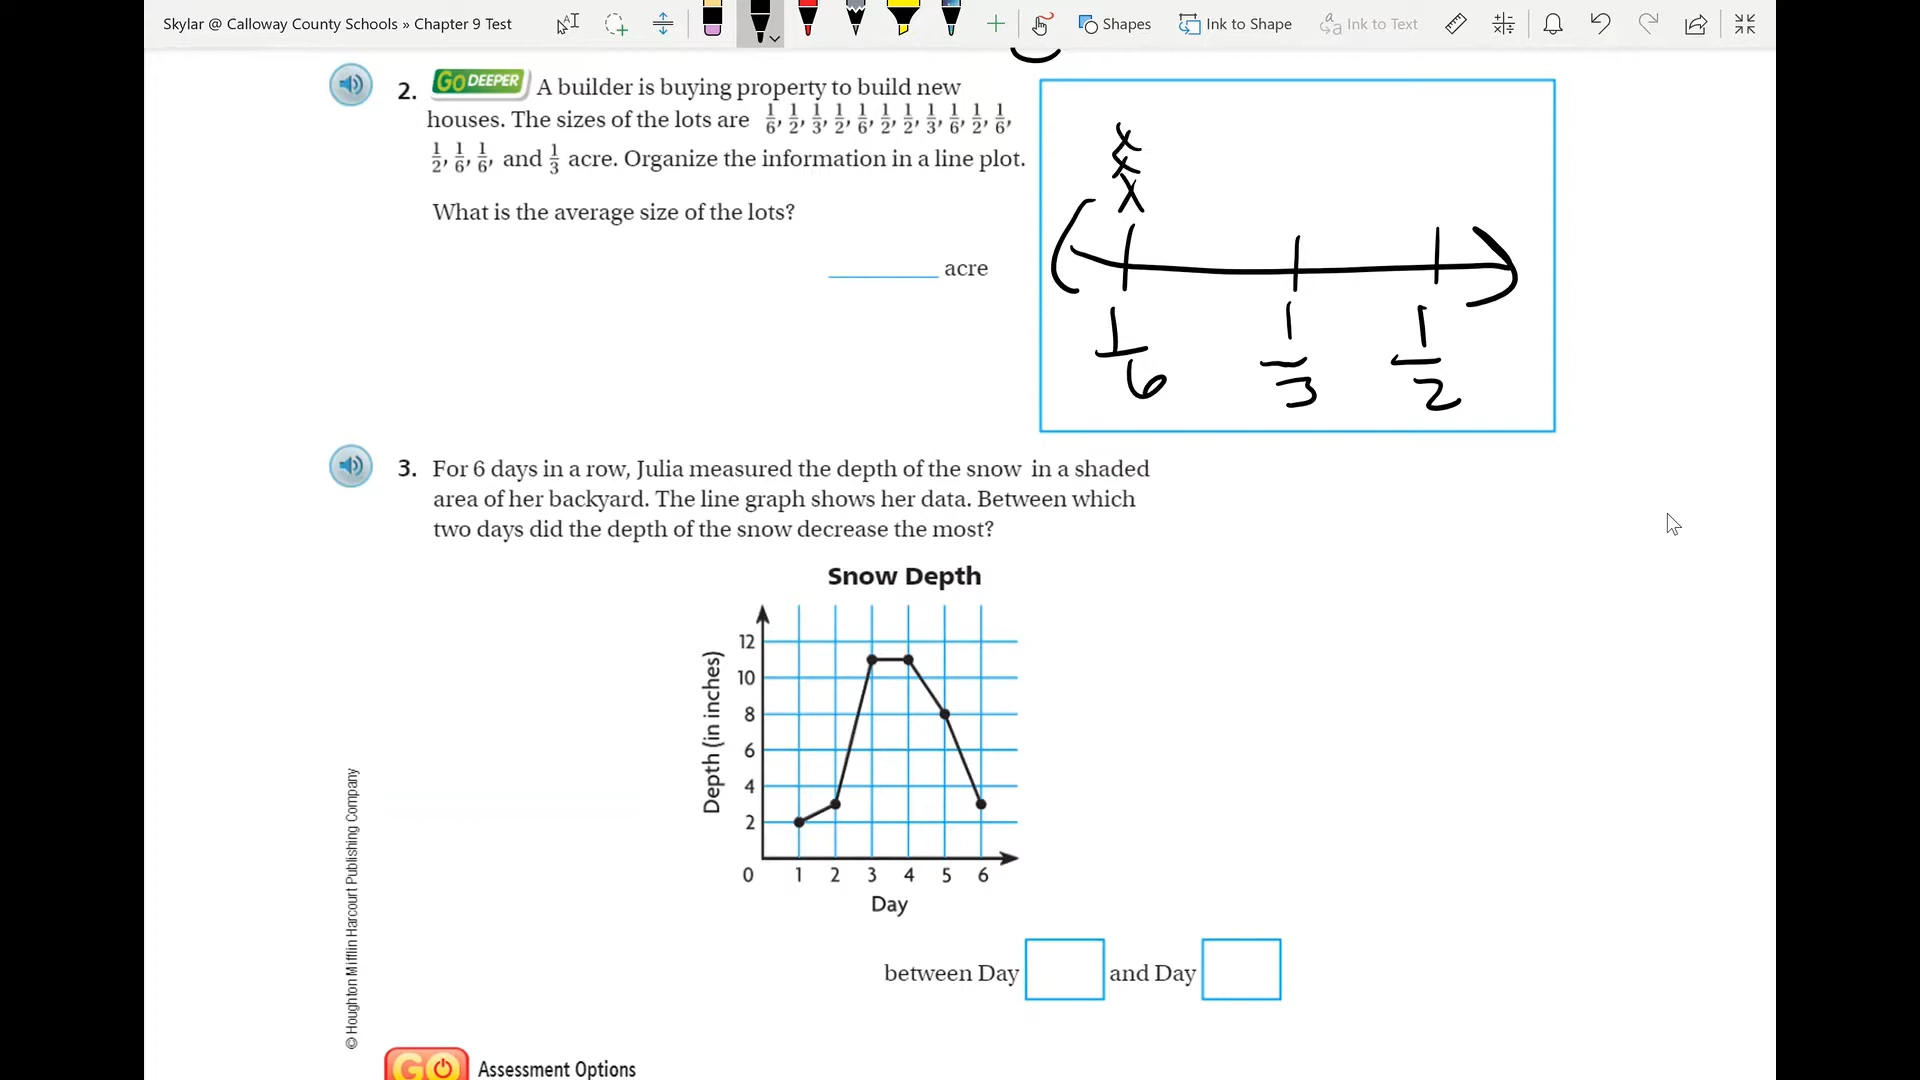 Skylar @ Calloway County Schools » Chapter 9 Test
Shapes
Ink to Shape
Ink to Text
2. GO DEEPER A builder is buying property to build new
houses. The sizes of the lots are 1/6, 1/2, 1/3, 1/2, 1/6, 1/2, 1/2, 1/3, 1/6, 1/2, 1/6,
1/2, 1/6, 1/6, and 1/3 acre. Organize the information in a line plot.
What is the average size of the lots?
acre
X
X
X
1/6 1/3 1/2
3. For 6 days in a row, Julia measured the depth of the snow in a shaded
area of her backyard. The line graph shows her data. Between which
two days did the depth of the snow decrease the most?
Snow Depth
Depth (in inches)
12
10
8
6
4
2
0 1 2 3 4 5 6
Day
between Day and Day
© Houghton Mifflin Harcourt Publishing Company
GO Assessment Options